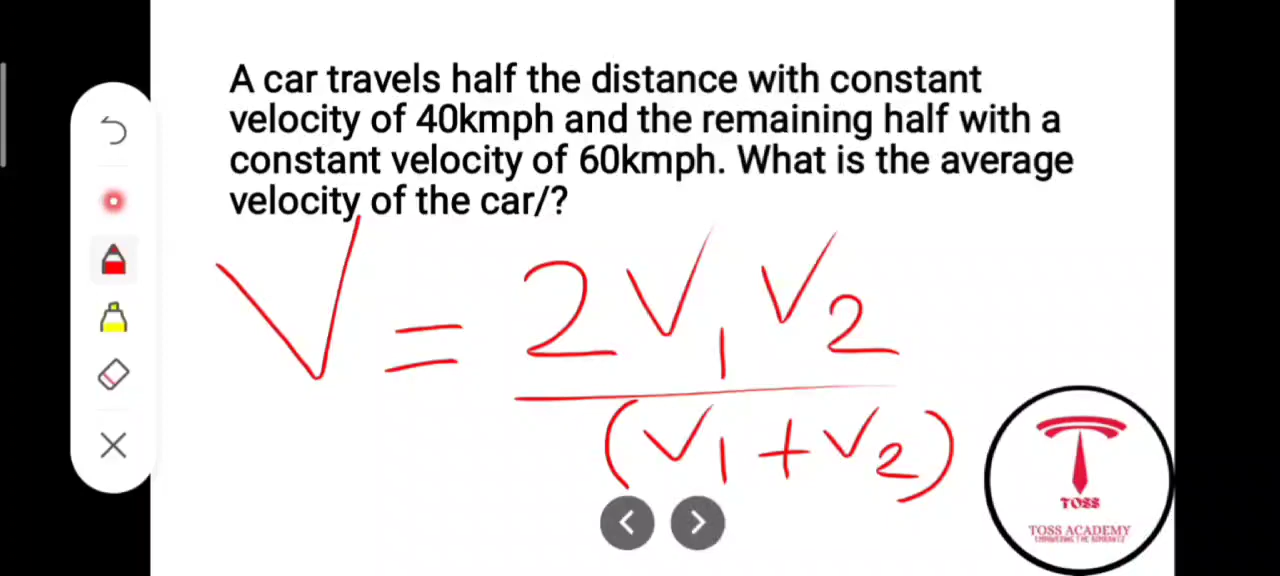 A car travels half the distance with constant
velocity of 40kmph and the remaining half with a
constant velocity of 60kmph. What is the average
velocity of the car/?
V = 2V₁V₂
(V₁+V₂)
TOSS
TOSS ACADEMY